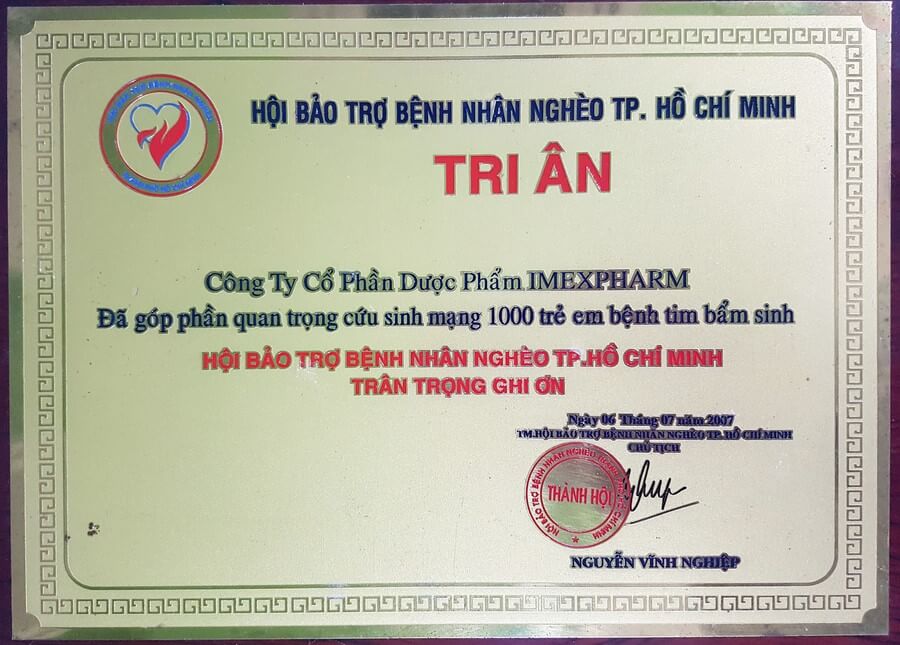 HỘI BẢO TRỢ BỆNH NHÂN NGHÈO TP. HỒ CHÍ MINH
TRI ÂN
Công Ty Cổ Phần Dược Phẩm IMEXPHARM
Đã góp phần quan trọng cứu sinh mạng 1000 trẻ em bệnh tim bẩm sinh
HỘI BẢO TRỢ BỆNH NHÂN NGHÈO TP.HỒ CHÍ MINH
TRÂN TRỌNG GHI ƠN
Ngày 06 Tháng 07 năm 2007
TM.HỘI BẢO TRỢ BỆNH NHÂN NGHÈO TP. HỒ CHÍ MINH
CHỦ TỊCH
HỘI BẢO TRỢ BỆNH NHÂN NGHÈO THÀNH PHỐ HỒ CHÍ MINH
THÀNH HỘI
NGUYỄN VĨNH NGHIỆP